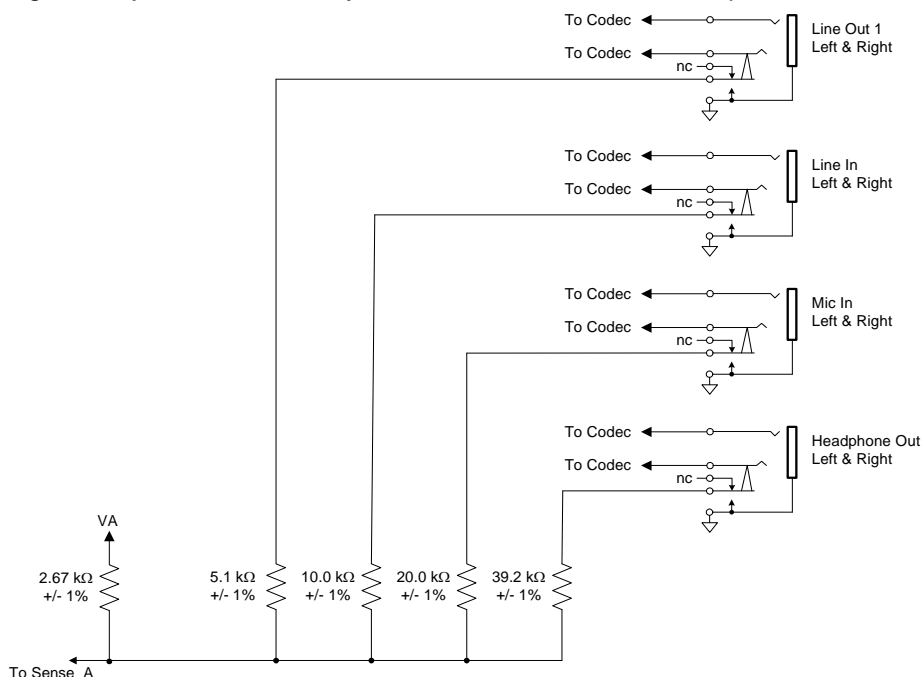 To Codec
Line Out 1
Left & Right
To Codec
nc
To Codec
Line In
Left & Right
To Codec
nc
To Codec
Mic In
Left & Right
To Codec
nc
To Codec
Headphone Out
Left & Right
To Codec
nc
VA
2.67 kΩ
+/- 1%
5.1 kΩ
+/- 1%
10.0 kΩ
+/- 1%
20.0 kΩ
+/- 1%
39.2 kΩ
+/- 1%
To Sense A